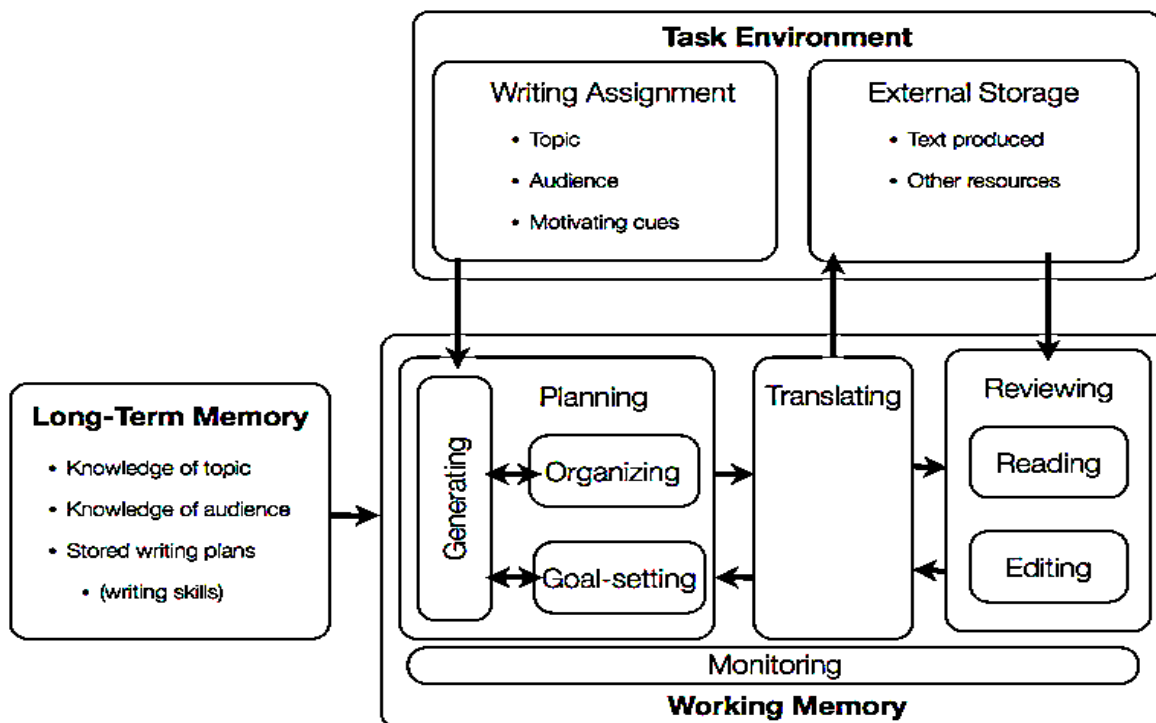 Task Environment
Writing Assignment
• Topic
• Audience
• Motivating cues
External Storage
• Text produced
• Other resources
Long-Term Memory
• Knowledge of topic
• Knowledge of audience
• Stored writing plans
• (writing skills)
Planning
Generating
Organizing
Goal-setting
Translating
Reviewing
Reading
Editing
Monitoring
Working Memory